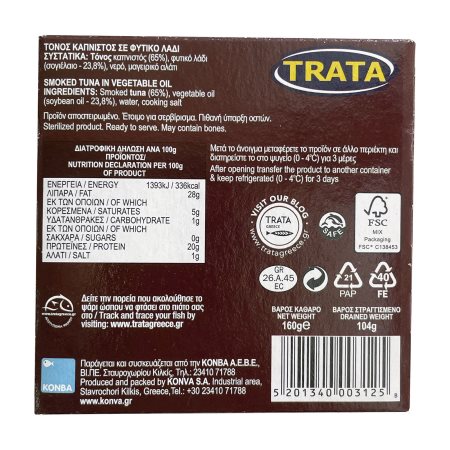 ΤΟΝΟΣ ΚΑΠΝΙΣΤΟΣ ΣΕ ΦΥΤΙΚΟ ΛΑΔΙ
ΣΥΣΤΑΤΙΚΑ: Τόνος καπνιστός (65%), φυτικό λάδι
(σογιέλαιο - 23,8%), νερό, μαγειρικό αλάτι
SMOKED TUNA IN VEGETABLE OIL
INGREDIENTS: Smoked tuna (65%), vegetable oil
(soybean oil - 23,8%), water, cooking salt
TRATA
Προϊόν αποστειρωμένο. Έτοιμο για σερβίρισμα. Πιθανή ύπαρξη οστών.
Sterilized product. Ready to serve. May contain bones.
ΔΙΑΤΡΟΦΙΚΗ ΔΗΛΩΣΗ ΑΝΑ 100g
ΠΡΟΪΟΝΤΟΣ/
NUTRITION DECLARATION PER 100g
OF PRODUCT
ΕΝΕΡΓΕΙΑ / ENERGY 1393kJ / 336kcal
ΛΙΠΑΡΑ / FAT 28g
ΕΚ ΤΩΝ ΟΠΟΙΩΝ / OF WHICH
ΚΟΡΕΣΜΕΝΑ / SATURATES 5g
ΥΔΑΤΑΝΘΡΑΚΕΣ / CARBOHYDRATE 1g
ΕΚ ΤΩΝ ΟΠΟΙΩΝ / OF WHICH
ΣΑΚΧΑΡΑ / SUGARS 0g
ΠΡΩΤΕΪΝΕΣ / PROTEIN 20g
ΑΛΑΤΙ / SALT 1g
Μετά το άνοιγμα μεταφέρετε το προϊόν σε άλλο περιέκτη και
διατηρείστε το στο ψυγείο (0 - 4°C) για 3 μέρες
After opening transfer the product to another container
& keep refrigerated (0 - 4°C) for 3 days
VISIT OUR BLOG
TRATA
GREECE
www.tratagreece.gr
SAFE
FSC
MIX
Packaging
FSC® C138453
GR
26.A.45
EC
21
PAP
40
FE
Δείτε την πορεία που ακολούθησε το
ψάρι ώσπου να φτάσει στο πιάτο σας
στο / Track and trace your fish by
visiting: www.tratagreece.gr
ΒΑΡΟΣ ΚΑΘΑΡΟ
NET WEIGHT
160g℮
ΒΑΡΟΣ ΣΤΡΑΓΓΙΣΜΕΝΟ
DRAINED WEIGHT
104g
KONBA
Παράγεται και συσκευάζεται από την ΚΟΝΒΑ Α.Ε.Β.Ε.,
ΒΙ.ΠΕ. Σταυροχωρίου Κιλκίς, Τηλ.: 23410 71788
Produced and packed by KONVA S.A. Industrial area,
Stavrochori Kilkis, Greece,Tel.: +30 23410 71788
www.konva.gr
5 201340 003125